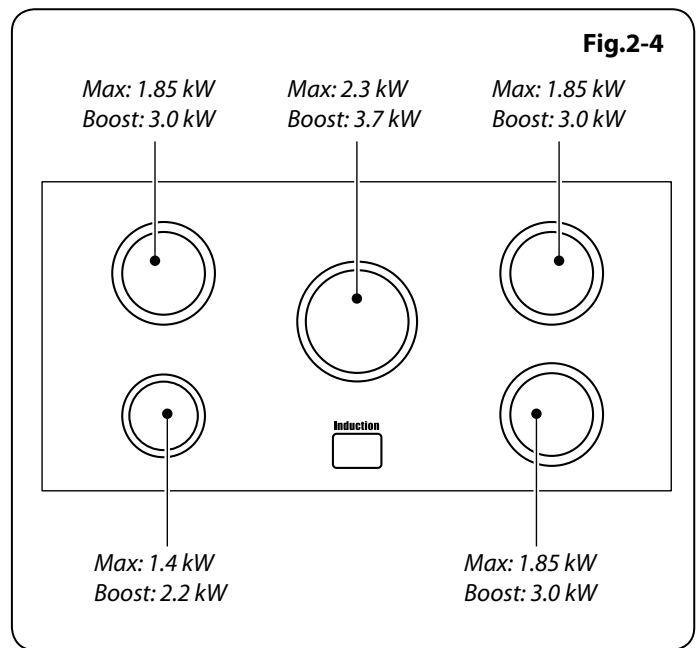 Fig.2-4
Max: 1.85 kW
Boost: 3.0 kW
Max: 2.3 kW
Boost: 3.7 kW
Max: 1.85 kW
Boost: 3.0 kW
Induction
Max: 1.4 kW
Boost: 2.2 kW
Max: 1.85 kW
Boost: 3.0 kW